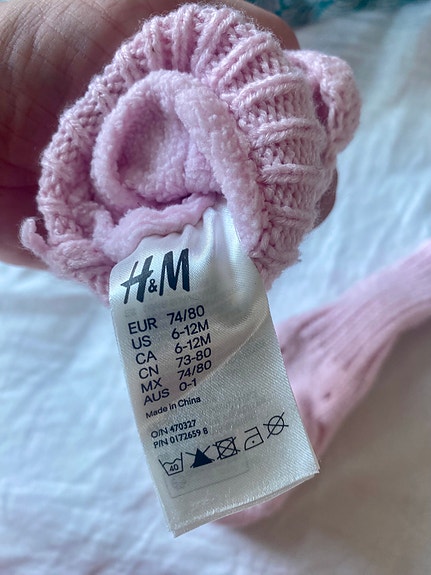 H&M
EUR 74/80
US 6-12M
CA 6-12M
CN 73-80
MX 74/80
AUS 0-1
Made in China
O/N 470327
P/N 0172659 8
40